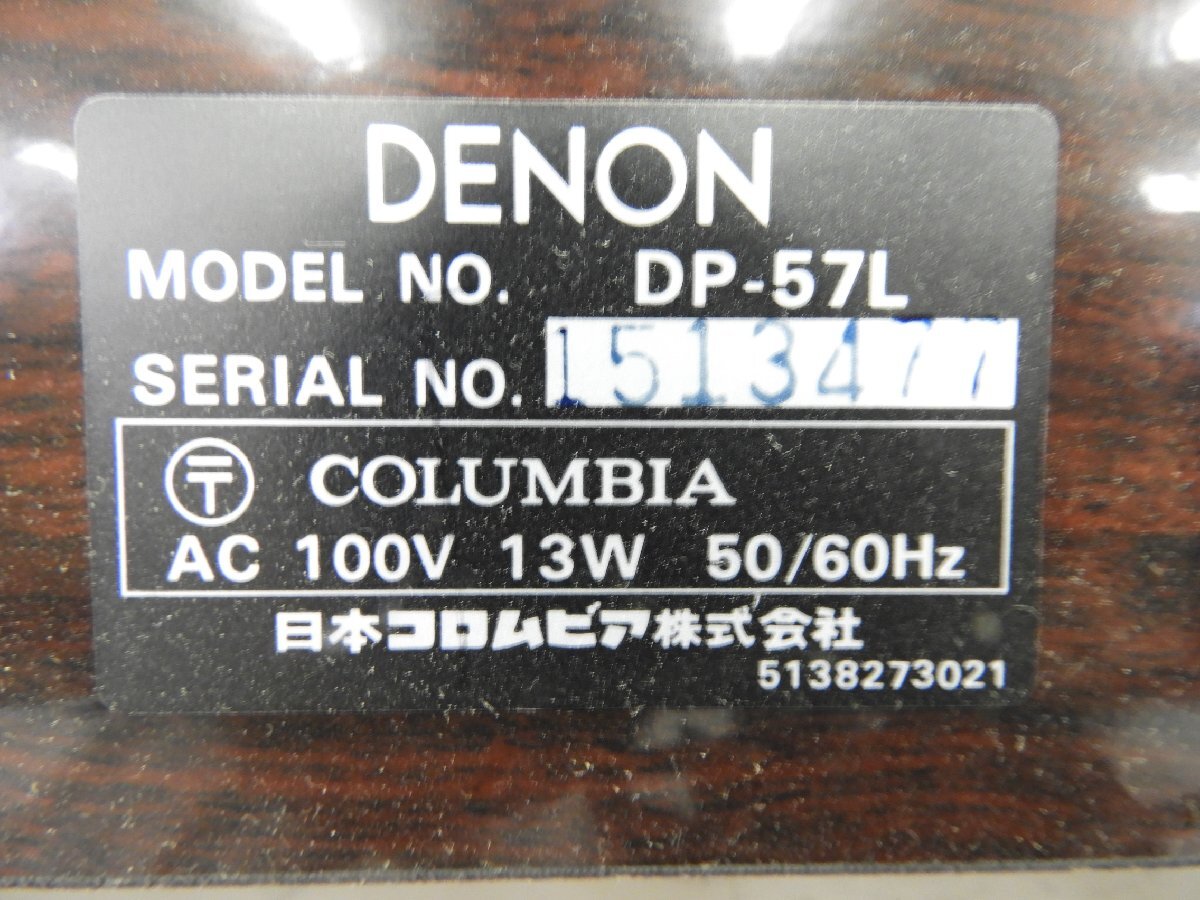 DENON
MODEL NO. DP-57L
SERIAL NO. 1513477
〒 COLUMBIA
AC 100V 13W 50/60Hz
日本コロムビア株式会社
5138273021